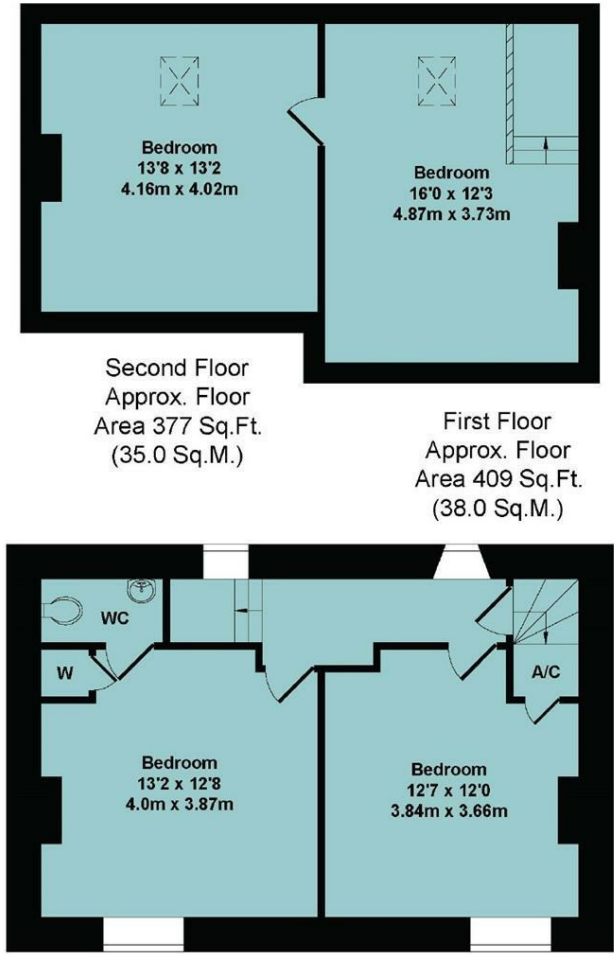 Bedroom
13'8 x 13'2
4.16m x 4.02m
Bedroom
16'0 x 12'3
4.87m x 3.73m
Second Floor
Approx. Floor
Area 377 Sq.Ft.
(35.0 Sq.M.)
First Floor
Approx. Floor
Area 409 Sq.Ft.
(38.0 Sq.M.)
WC
W
A/C
Bedroom
13'2 x 12'8
4.0m x 3.87m
Bedroom
12'7 x 12'0
3.84m x 3.66m